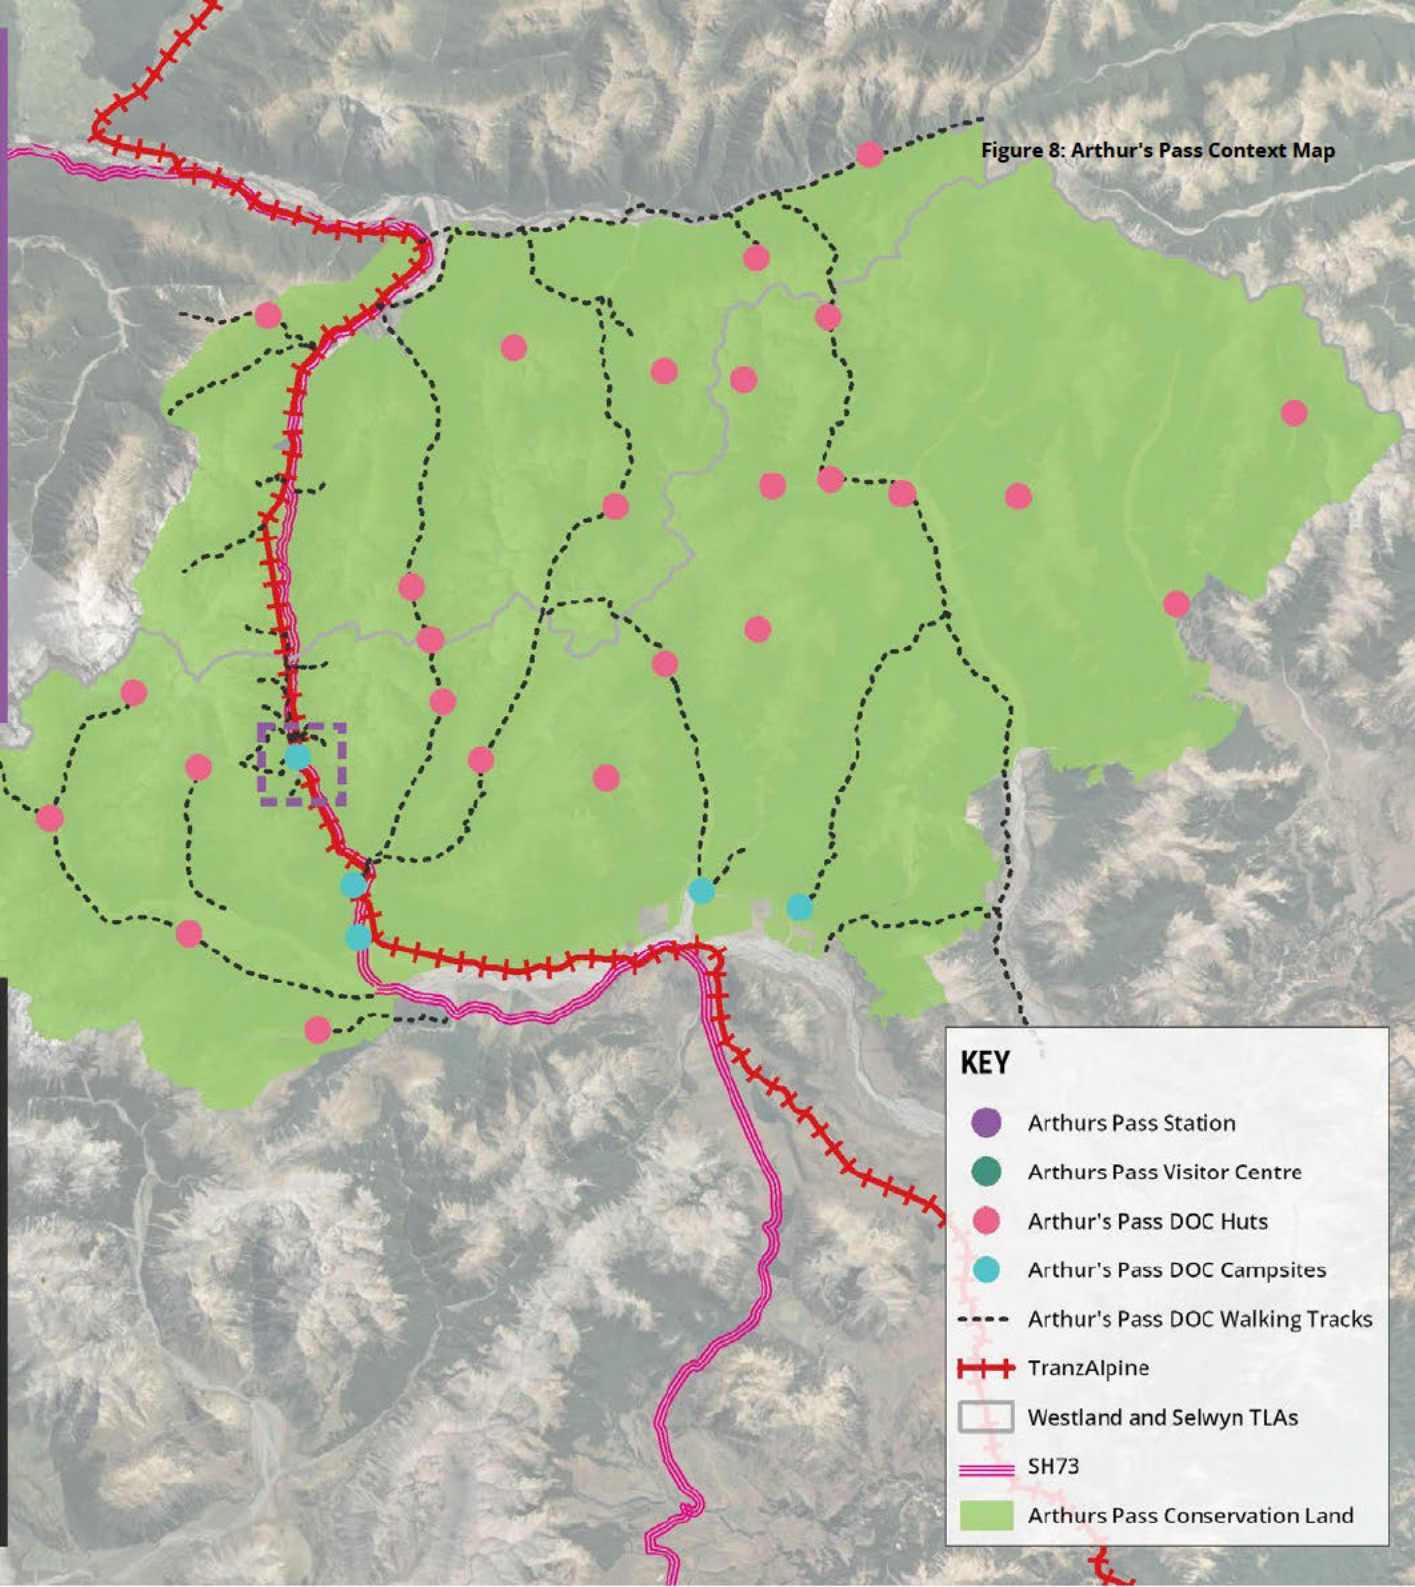 Figure 8: Arthur's Pass Context Map
KEY
Arthurs Pass Station
Arthurs Pass Visitor Centre
Arthur's Pass DOC Huts
Arthur's Pass DOC Campsites
Arthur's Pass DOC Walking Tracks
TranzAlpine
Westland and Selwyn TLAs
SH73
Arthurs Pass Conservation Land